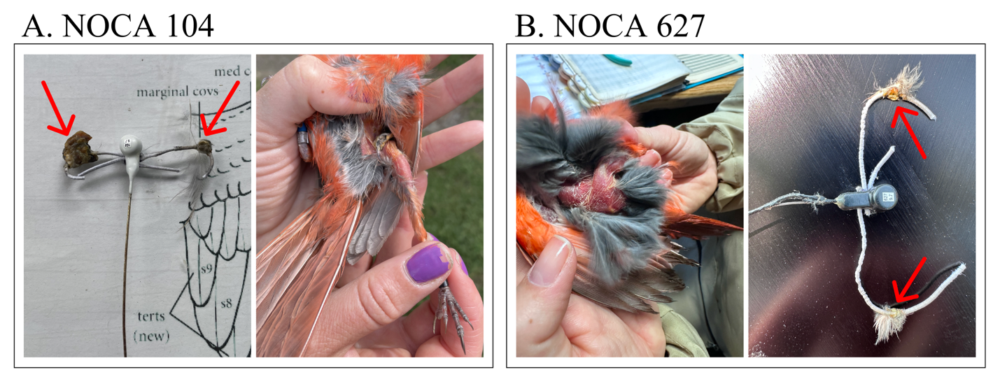 A. NOCA 104
B. NOCA 627
med c
marginal covs
s9
s8
terts
(new)